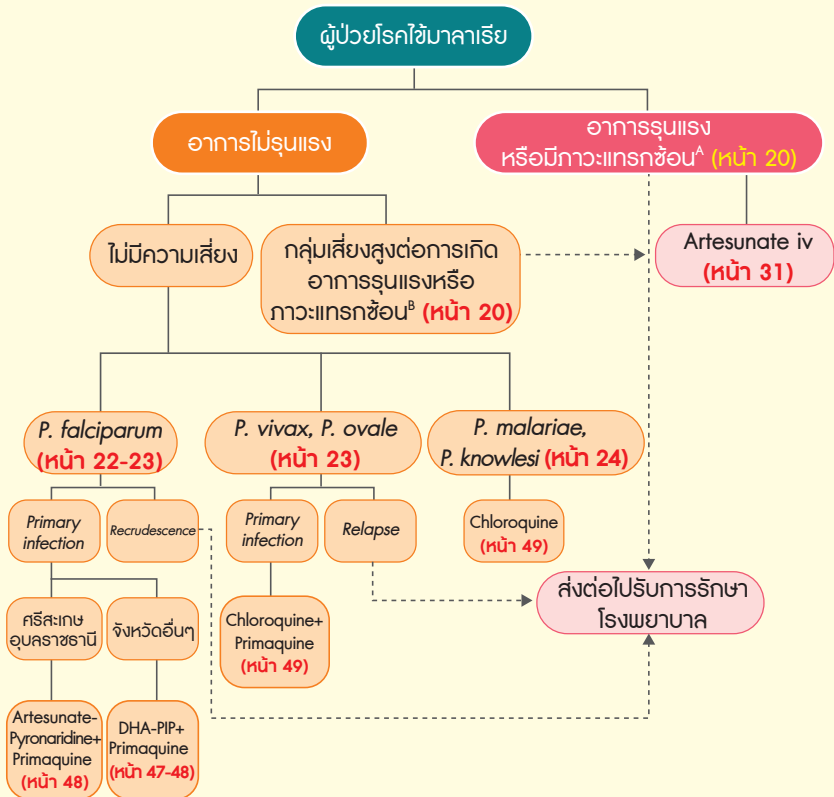 ผู้ป่วยโรคไข้มาลาเรีย
อาการไม่รุนแรง
อาการรุนแรง
หรือมีภาวะแทรกซ้อนᴬ (หน้า 20)
ไม่มีความเสี่ยง
กลุ่มเสี่ยงสูงต่อการเกิด
อาการรุนแรงหรือ
ภาวะแทรกซ้อนᴮ (หน้า 20)
Artesunate iv
(หน้า 31)
P. falciparum
(หน้า 22-23)
P. vivax, P. ovale
(หน้า 23)
P. malariae,
P. knowlesi (หน้า 24)
Primary
infection
Recrudescence
Primary
infection
Relapse
Chloroquine
(หน้า 49)
ศรีสะเกษ
อุบลราชธานี
จังหวัดอื่นๆ
Chloroquine+
Primaquine
(หน้า 49)
ส่งต่อไปรับการรักษา
โรงพยาบาล
Artesunate-
Pyronaridine+
Primaquine
(หน้า 48)
DHA-PIP+
Primaquine
(หน้า 47-48)